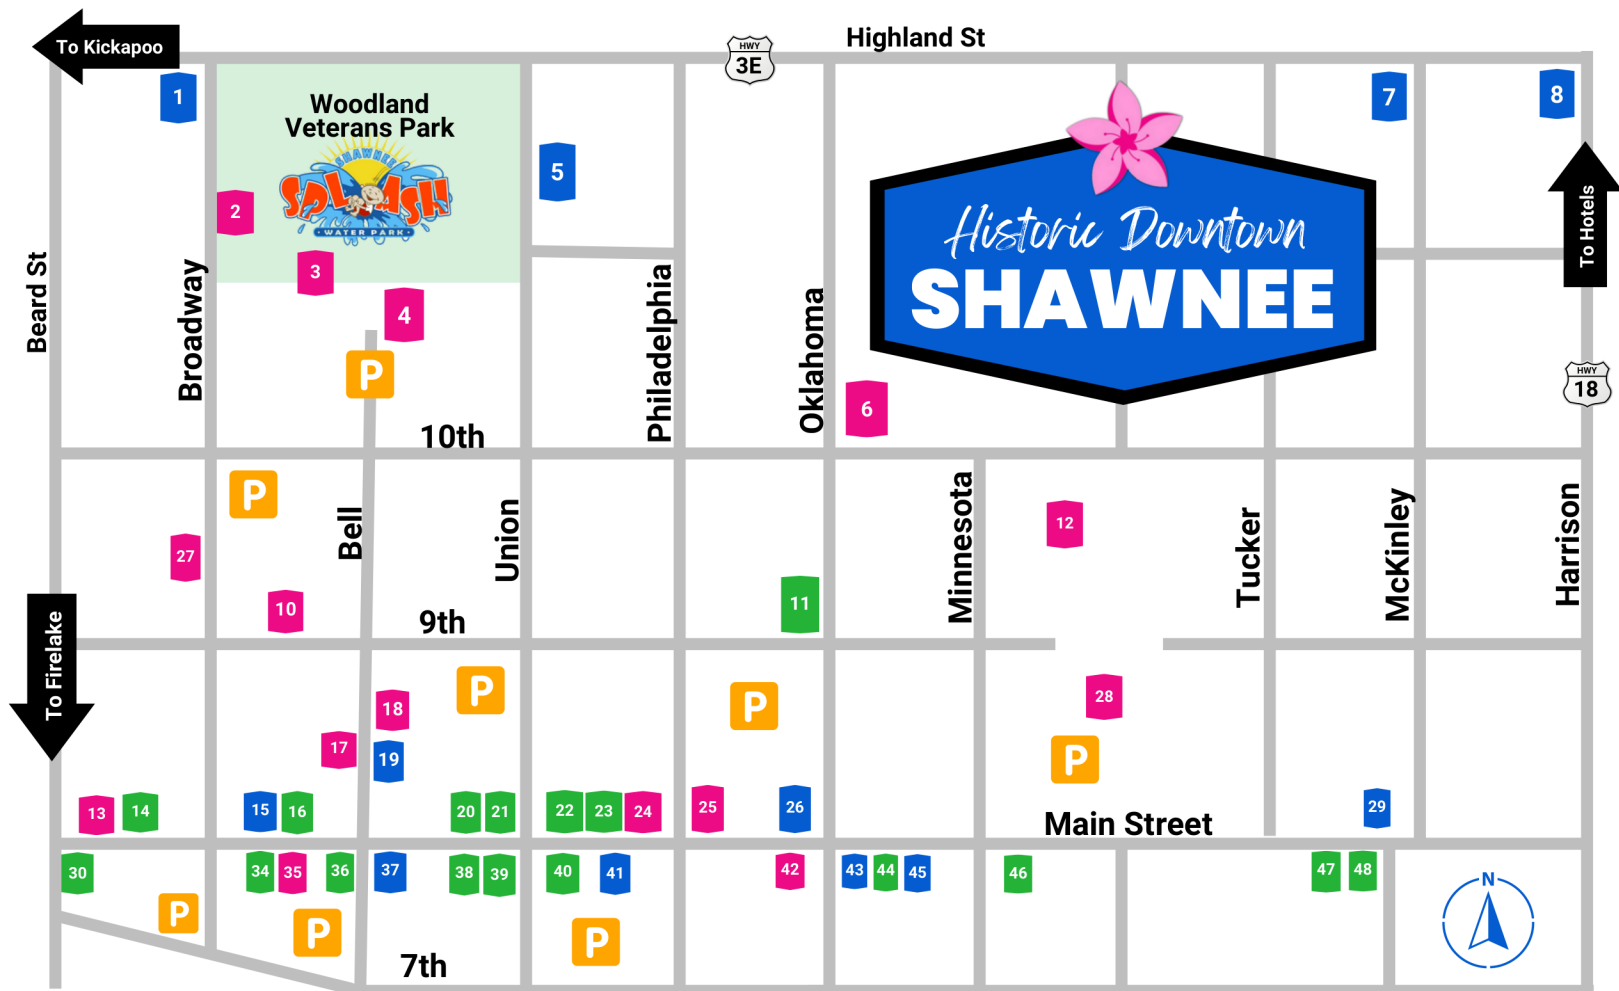 To Kickapoo
Highland St
HWY
3E
1
Woodland
Veterans Park
SHAWNEE
SPLASH
WATER PARK
2
3
4
5
6
7
8
Historic Downtown
SHAWNEE
To Hotels
HWY
18
Beard St
Broadway
Philadelphia
Oklahoma
P
10th
P
Bell
Union
Minnesota
Tucker
McKinley
Harrison
12
27
10
11
9th
To Firelake
P
P
18
28
17
19
P
13
14
15
16
20
21
22
23
24
25
26
29
Main Street
30
34
35
36
37
38
39
40
41
42
43
44
45
46
47
48
P
P
P
7th
N